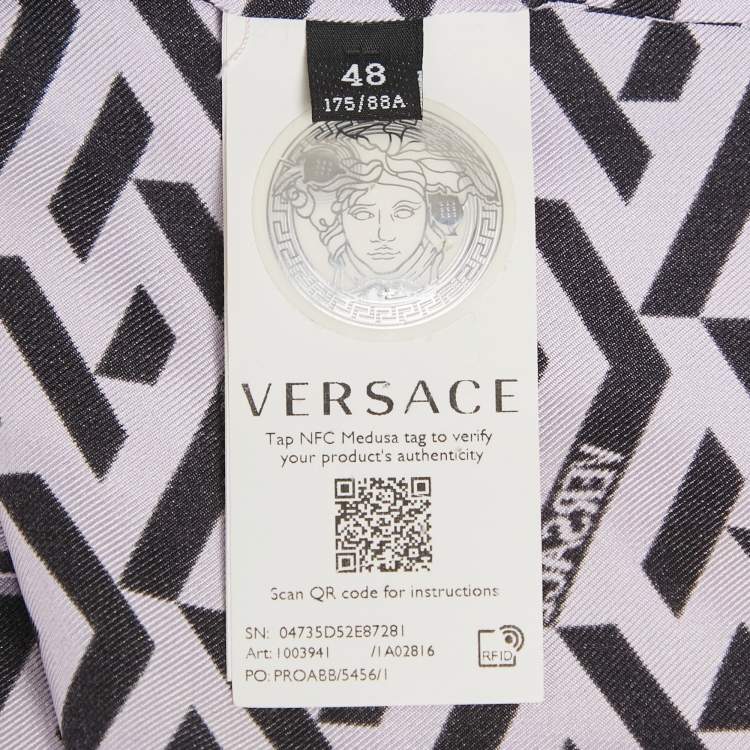 48
175/88A
VERSACE
Tap NFC Medusa tag to verify
your product's authenticity
Scan QR code for instructions
SN: 04735D52E87281
Art: 1003941 /1A02816
PO: PROABB/5456/1
RFID
VERSACE